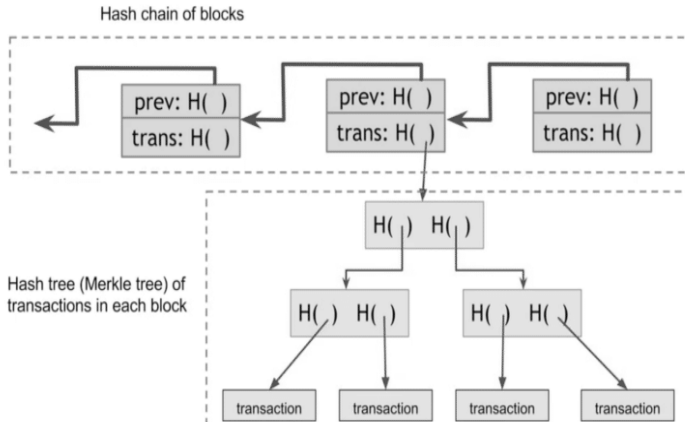 Hash chain of blocks
prev: H( )
trans: H( )
prev: H( )
trans: H( )
prev: H( )
trans: H( )
H( ) H( )
Hash tree (Merkle tree) of
transactions in each block
H( ) H( )
H( ) H( )
transaction
transaction
transaction
transaction